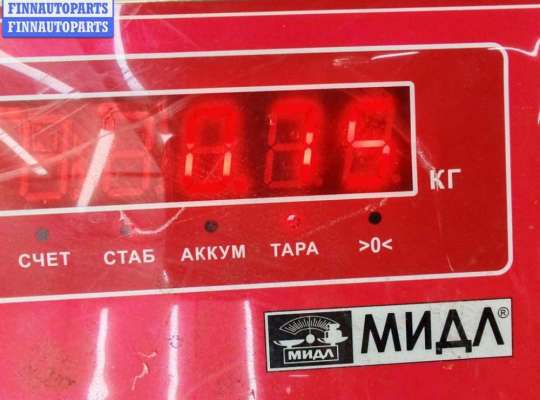 FINNAUTOPARTS
FINNAUTOPARTS
КГ
СЧЕТ СТАБ АККУМ ТАРА >0<
МИДЛ МИДЛ®